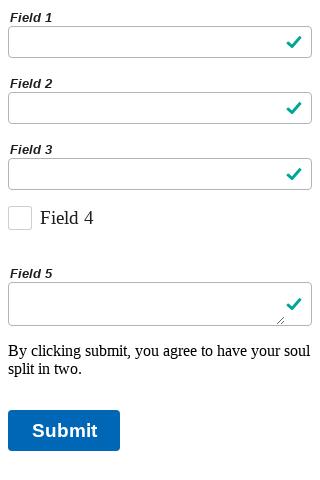 Field 1
Field 2
Field 3
Field 4
Field 5
By clicking submit, you agree to have your soul
split in two.
Submit